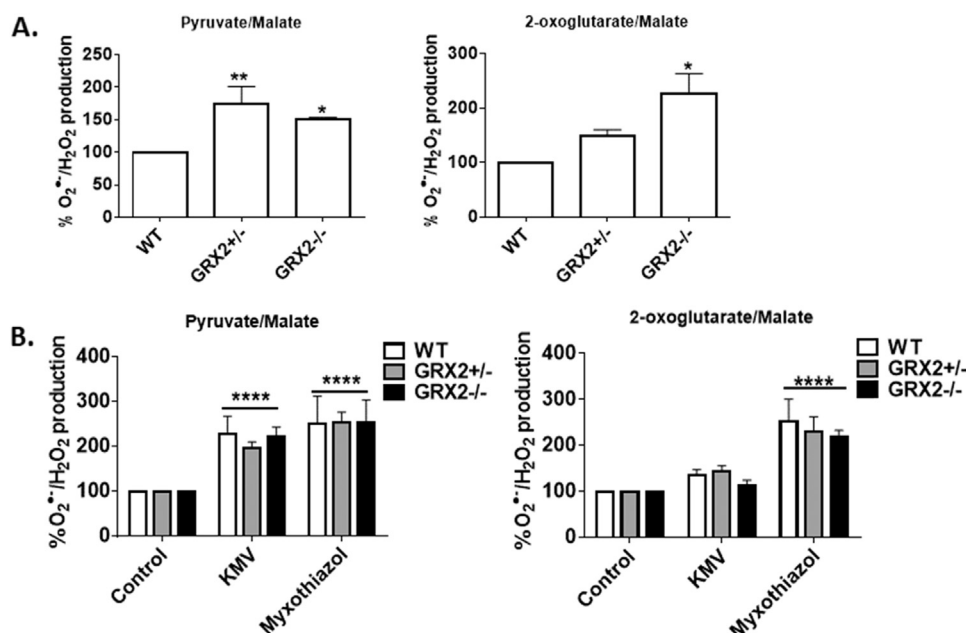 A.
Pyruvate/Malate
% O₂•⁻/H₂O₂ production
250
200
150
100
50
0
**
*
WT
GRX2+/-
GRX2-/-
2-oxoglutarate/Malate
% O₂•⁻/H₂O₂ production
300
200
100
0
*
WT
GRX2+/-
GRX2-/-
B.
Pyruvate/Malate
%O₂•⁻/H₂O₂ production
400
300
200
100
0
****
****
WT
GRX2+/-
GRX2-/-
Control
KMV
Myxothiazol
2-oxoglutarate/Malate
%O₂•⁻/H₂O₂ production
400
300
200
100
0
****
WT
GRX2+/-
GRX2-/-
Control
KMV
Myxothiazol